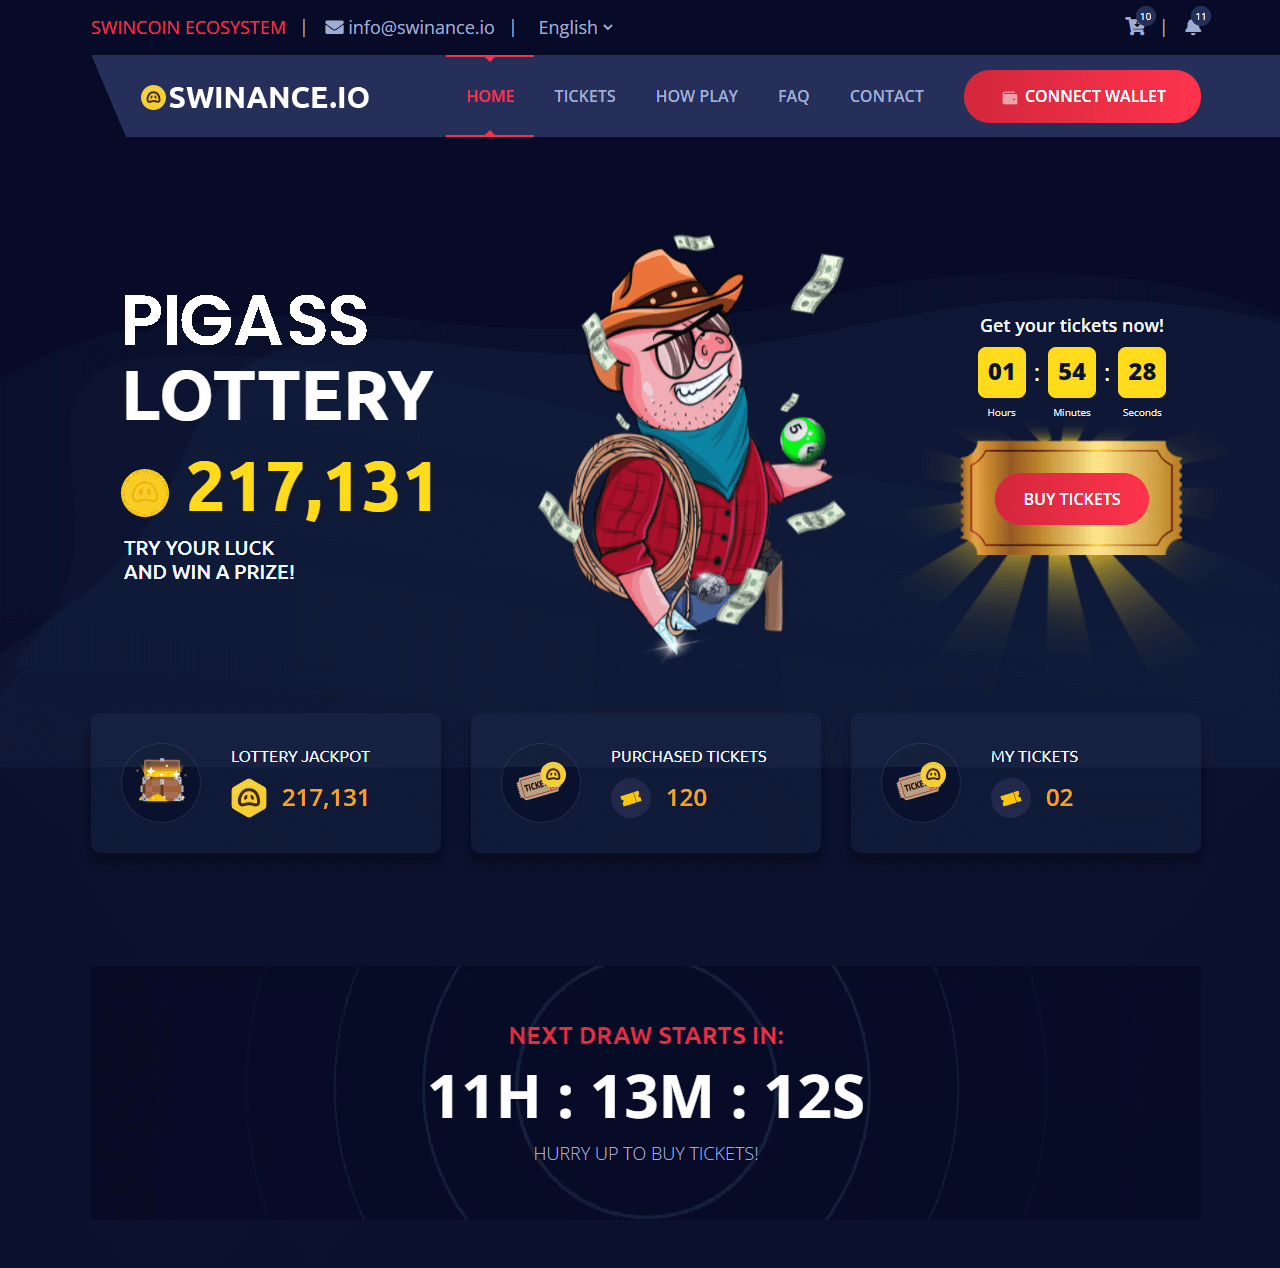 SWINCOIN ECOSYSTEM | info@swinance.io | English 10 | 11
SWINANCE.IO HOME TICKETS HOW PLAY FAQ CONTACT CONNECT WALLET
PIGASS
LOTTERY
217,131
TRY YOUR LUCK
AND WIN A PRIZE!
5
5
Get your tickets now!
01 : 54 : 28
Hours Minutes Seconds
BUY TICKETS
LOTTERY JACKPOT
217,131
PURCHASED TICKETS
120
MY TICKETS
02
NEXT DRAW STARTS IN:
11H : 13M : 12S
HURRY UP TO BUY TICKETS!